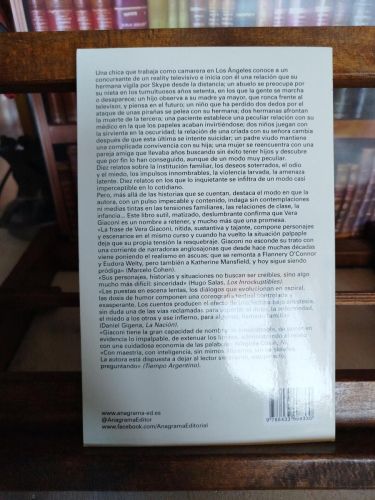 Una chica que trabaja como camarera en Los Ángeles conoce a un
concursante de un reality televisivo e inicia con él una relación que su
hermana vigila por Skype desde la distancia; un abuelo se preocupa por
su nieta en los tumultuosos años setenta, en los que la gente se marcha
o desaparece; un hijo observa a su madre ya mayor, que ronca frente al
televisor, y piensa en el futuro; un niño que ha perdido dos dedos por el
ataque de unas pirañas se pelea con su hermana; dos hermanas afrontan
la muerte de la tercera; una paciente establece una peculiar relación con su
médico en la que los papeles acaban invirtiéndose; dos niños juegan con
la sirvienta en la oscuridad; la relación de una criada con su señora cambia
después de que esta última se intente suicidar; un padre viudo mantiene
una complicada convivencia con su hija; una mujer se reencuentra con una
pareja amiga que llevaba años buscando sin éxito tener hijos y descubre
que por fin lo han conseguido, aunque de un modo muy peculiar.
Diez relatos sobre la institución familiar, los deseos soterrados, el odio
y el miedo, los impulsos innombrables, la violencia larvada, la amenaza
latente. Diez relatos en los que lo inquietante se infiltra de un modo casi
imperceptible en lo cotidiano.
Pero, más allá de las historias que se cuentan, destaca el modo en que la
autora, con un pulso impecable y contenido, indaga sin contemplaciones
ni medias tintas en las tensiones familiares, las relaciones de clase, la
infancia... Este libro sutil, matizado, deslumbrante confirma que Vera
Giaconi es un nombre a retener, y mucho más que una promesa.
«La frase de Vera Giaconi, nítida, sustantiva y tajante, compone personajes
y escenarios en el mismo curso y cuando ha vuelto la situación palpable
deja que su propia tensión la resquebraje. Giaconi es escondé su trato con
una corriente de narradoras anglosajonas que desde hace muchas décadas
viene poniendo el realismo en ascuas; que se remonta a Flannery O'Connor
y Eudora Welty, pero también a Katherine Mansfield, y hoy sigue siendo
pródiga» (Marcelo Cohen).
«Sus personajes, historias y situaciones no buscan ser creíbles, sino algo
mucho más difícil: sinceridad» (Hugo Salas, Los Inrockuptibles).
«Las puestas en escena lentas, los diálogos que evolucionan en espiral,
las dosis de humor componen una coreografía textual controlada y
exasperante. Los cuentos producen el efecto de
sin duda una de las vías reclamadas para
el miedo a los otros y ese infierno,
(Daniel Gigena, La Nación).
«Giaconi tiene la gran capacidad de
evidencia lo impalpable, de extenuar los
con una cuidadosa economía de las palabras»
«Con maestría, con inteligencia, sin
La autora está dispuesta a dejar al lector
preguntando» (Tiempo Argentino).
www.anagrama-ed.es
@AnagramaEditor
www.facebook.com/AnagramaEditorial